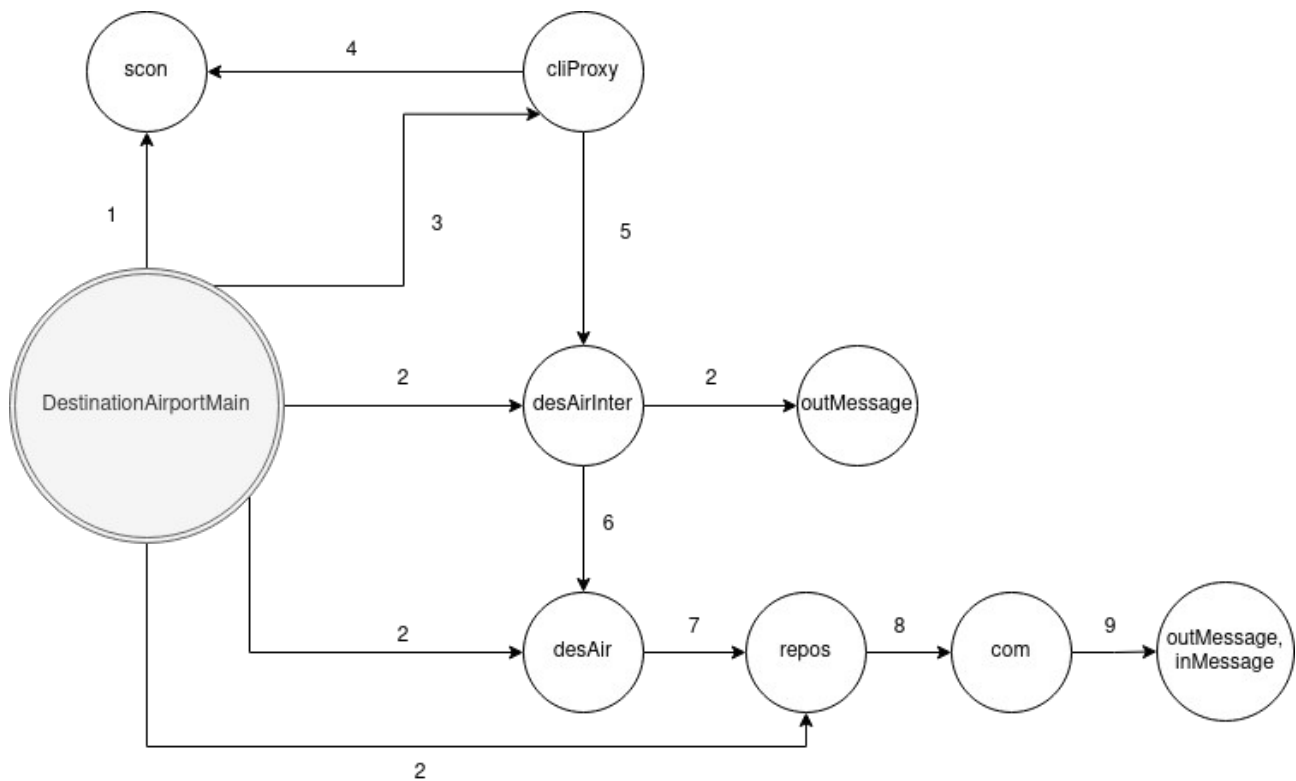 scon
4
cliProxy
1
3
5
DestinationAirportMain
2
desAirInter
2
outMessage
6
2
desAir
7
repos
8
com
9
outMessage,
inMessage
2